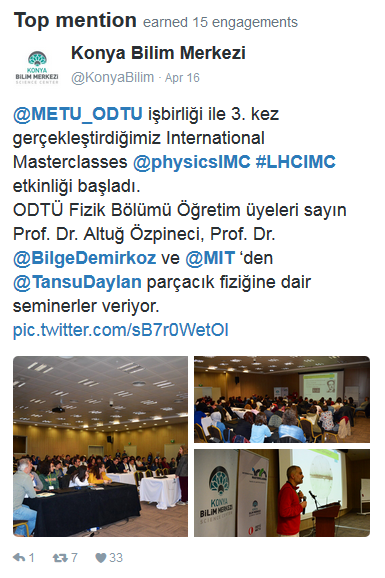 Top mention earned 15 engagements
KONYA
BİLİM MERKEZİ
SCIENCE CENTER
Konya Bilim Merkezi
@KonyaBilim · Apr 16
@METU_ODTU işbirliği ile 3. kez
gerçekleştirdiğimiz International
Masterclasses @physicsIMC #LHCIMC
etkinliği başladı.
ODTÜ Fizik Bölümü Öğretim üyeleri sayın
Prof. Dr. Altuğ Özpineci, Prof. Dr.
@BilgeDemirkoz ve @MIT ‘den
@TansuDaylan parçacık fiziğine dair
seminerler veriyor.
pic.twitter.com/sB7r0WetOl
KONYA
BİLİM MERKEZİ
SCIENCE CENTER
1 7 33